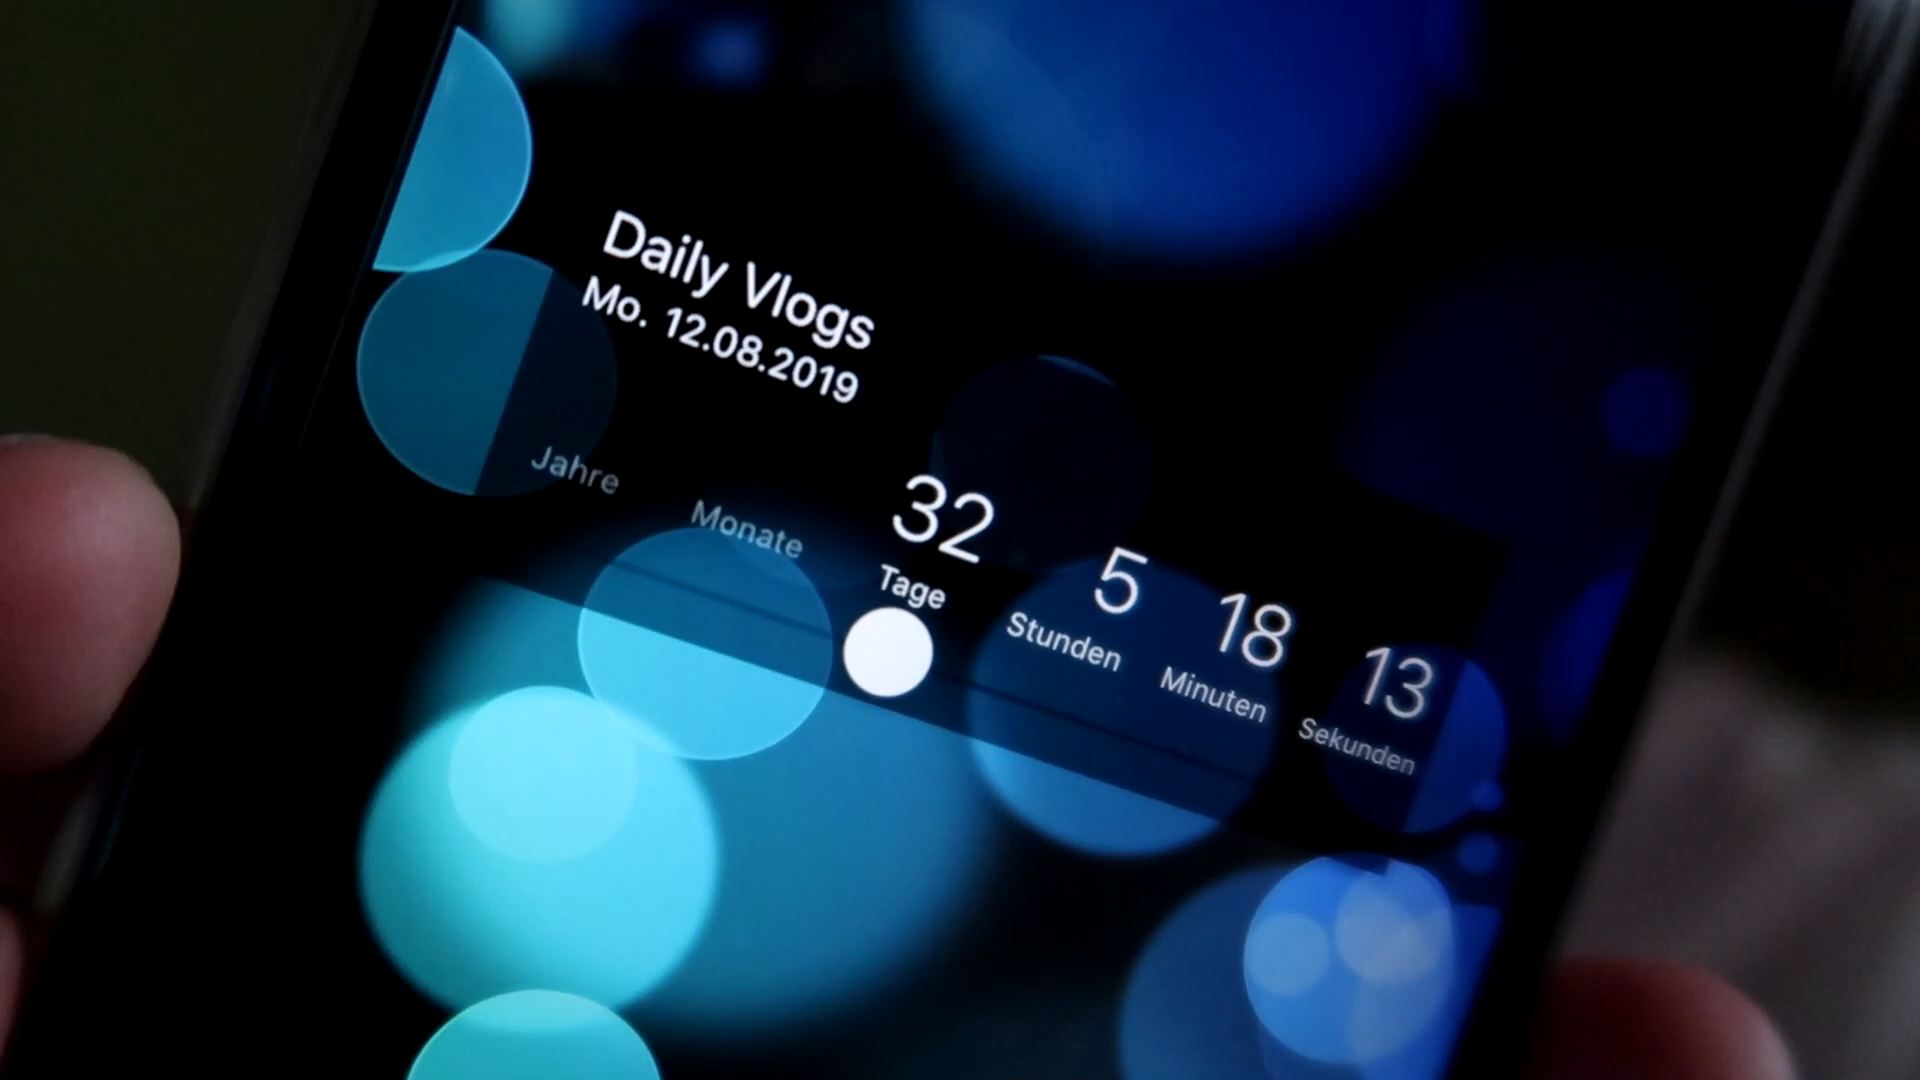 Daily Vlogs
Mo. 12.08.2019
32 5 18 13
Jahre Monate Tage Stunden Minuten Sekunden